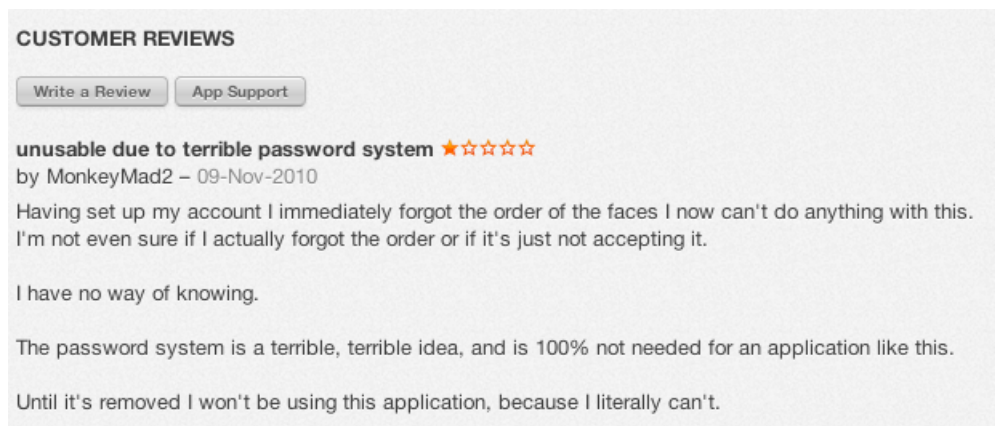 CUSTOMER REVIEWS
Write a Review App Support
unusable due to terrible password system
by MonkeyMad2 – 09-Nov-2010
Having set up my account I immediately forgot the order of the faces I now can't do anything with this.
I'm not even sure if I actually forgot the order or if it's just not accepting it.
I have no way of knowing.
The password system is a terrible, terrible idea, and is 100% not needed for an application like this.
Until it's removed I won't be using this application, because I literally can't.